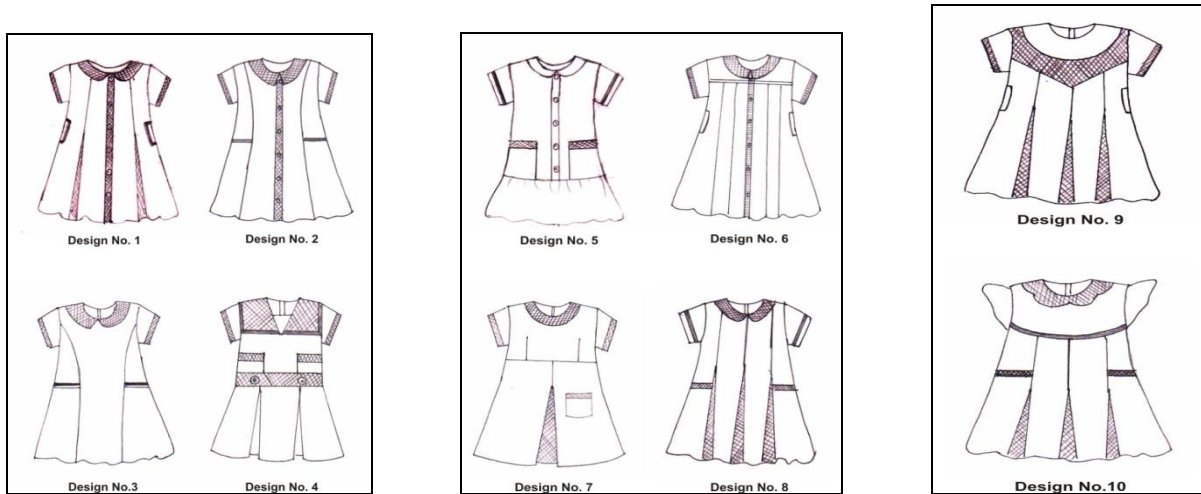 Design No. 1
Design No. 2
Design No.3
Design No. 4
Design No. 5
Design No. 6
Design No. 7
Design No. 8
Design No. 9
Design No.10